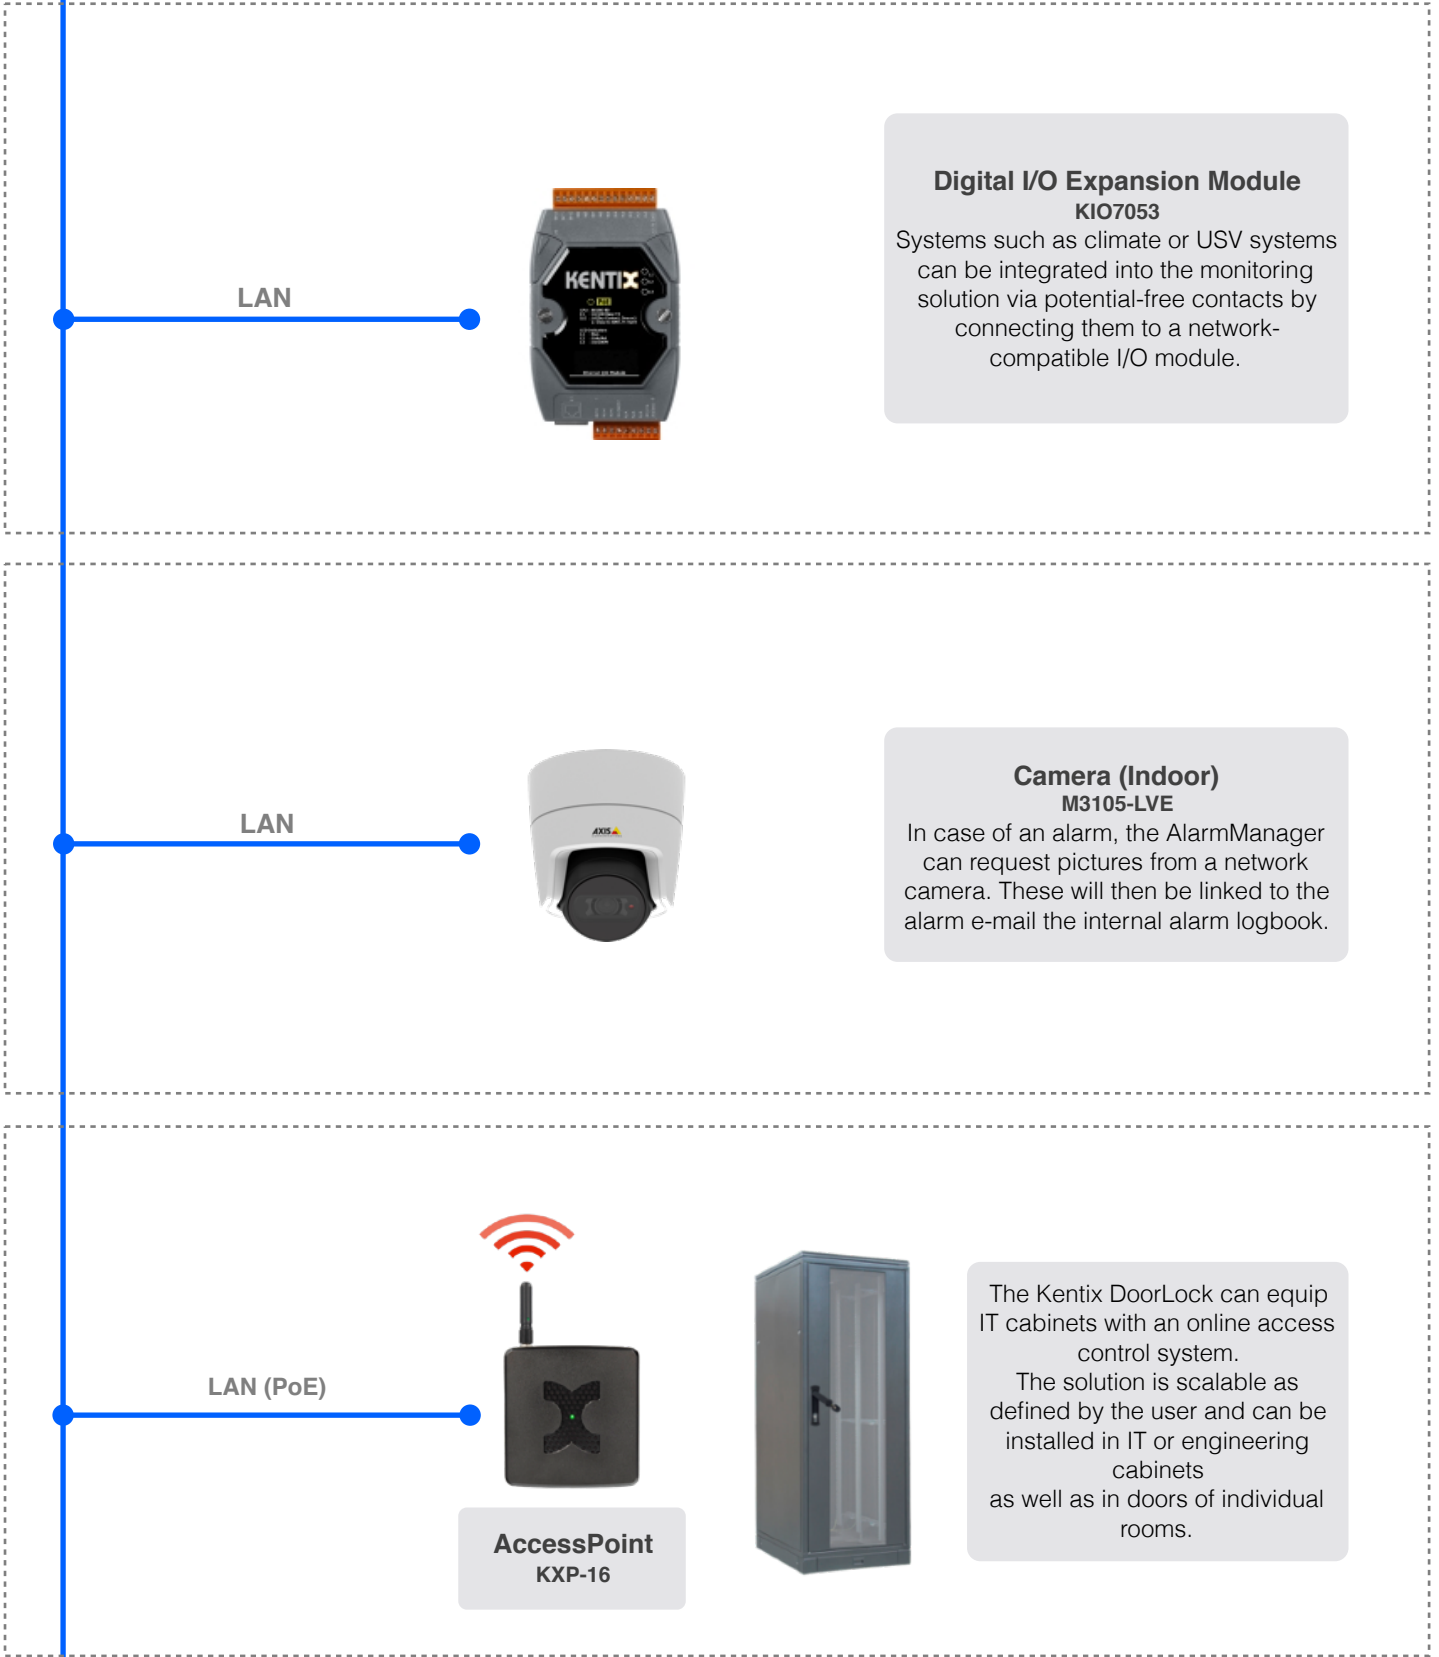 Digital I/O Expansion Module
KIO7053
Systems such as climate or USV systems
can be integrated into the monitoring
solution via potential-free contacts by
connecting them to a network-
compatible I/O module.
LAN
KENTIX
PoE
Camera (Indoor)
M3105-LVE
In case of an alarm, the AlarmManager
can request pictures from a network
camera. These will then be linked to the
alarm e-mail the internal alarm logbook.
LAN
AXIS
The Kentix DoorLock can equip
IT cabinets with an online access
control system.
The solution is scalable as
defined by the user and can be
installed in IT or engineering
cabinets
as well as in doors of individual
rooms.
LAN (PoE)
AccessPoint
KXP-16